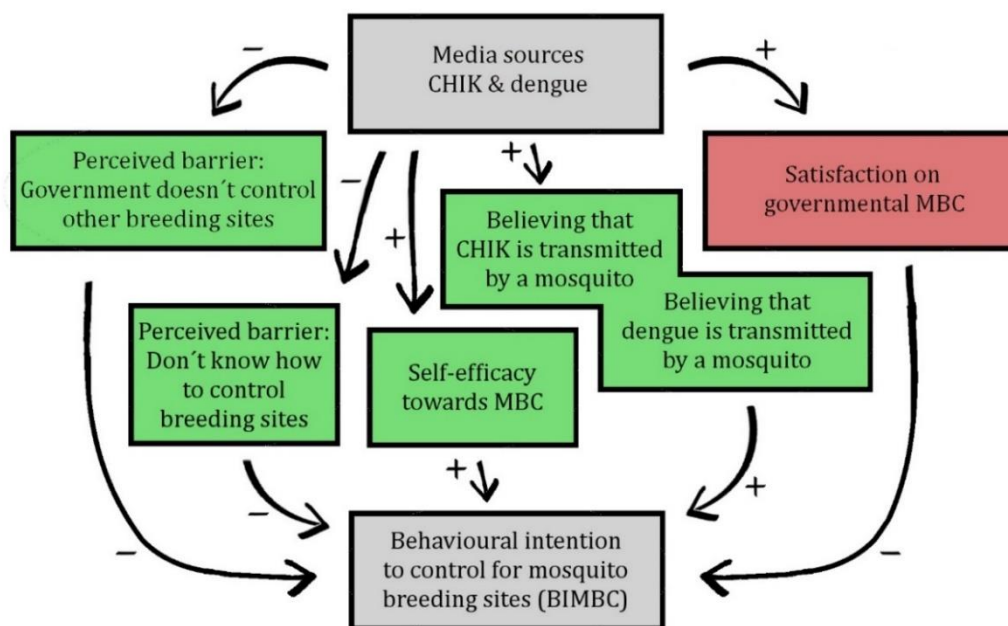 Media sources
CHIK & dengue
−
+
Perceived barrier:
Government doesn´t control
other breeding sites
−
+
+
Satisfaction on
governmental MBC
Believing that
CHIK is transmitted
by a mosquito
Believing that
dengue is transmitted
by a mosquito
Perceived barrier:
Don´t know how
to control
breeding sites
Self-efficacy
towards MBC
−
−
+
+
−
Behavioural intention
to control for mosquito
breeding sites (BIMBC)